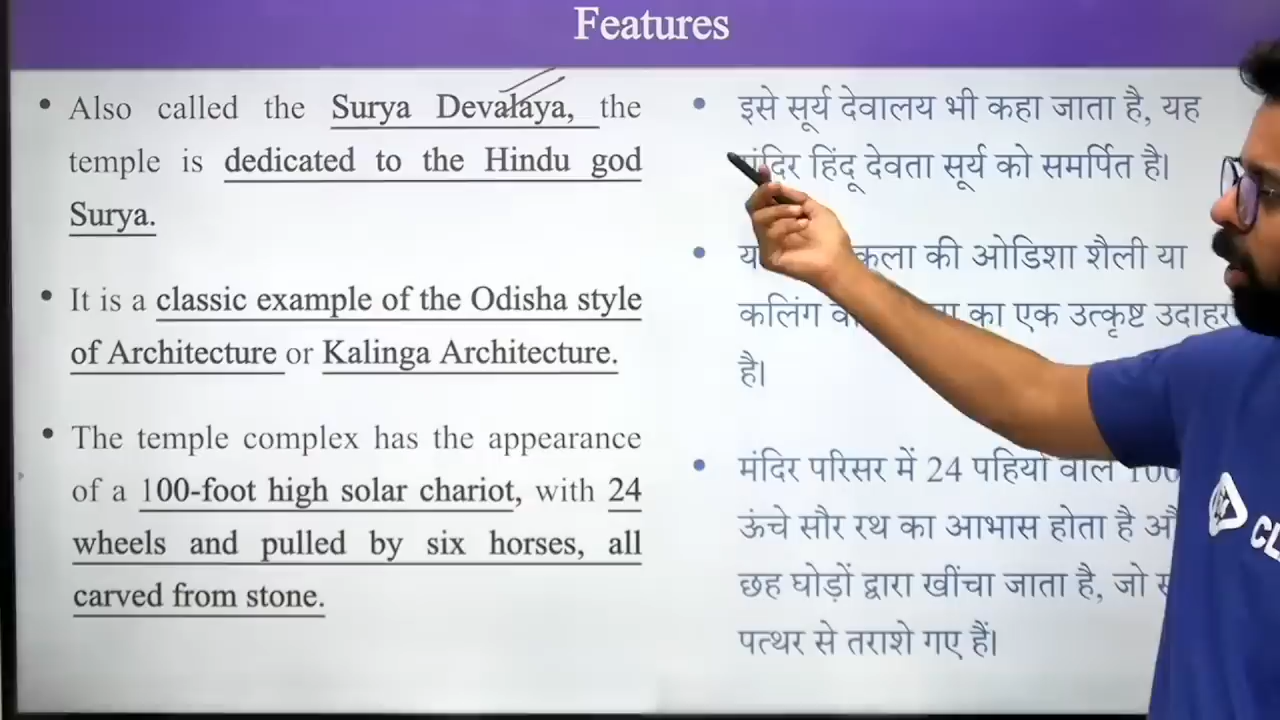 Features
• Also called the Surya Devalaya, the
temple is dedicated to the Hindu god
Surya.
• It is a classic example of the Odisha style
of Architecture or Kalinga Architecture.
• The temple complex has the appearance
of a 100-foot high solar chariot, with 24
wheels and pulled by six horses, all
carved from stone.
• इसे सूर्य देवालय भी कहा जाता है, यह
हिंदू देवता सूर्य को समर्पित है।
• की ओडिशा शैली या
कलिंग का एक उत्कृष्ट
है।
• मंदिर परिसर में 24 पहियों वाले 100
ऊंचे सौर रथ का आभास होता है
छह घोड़ों द्वारा खींचा जाता है, जो
पत्थर से तराशे गए हैं।